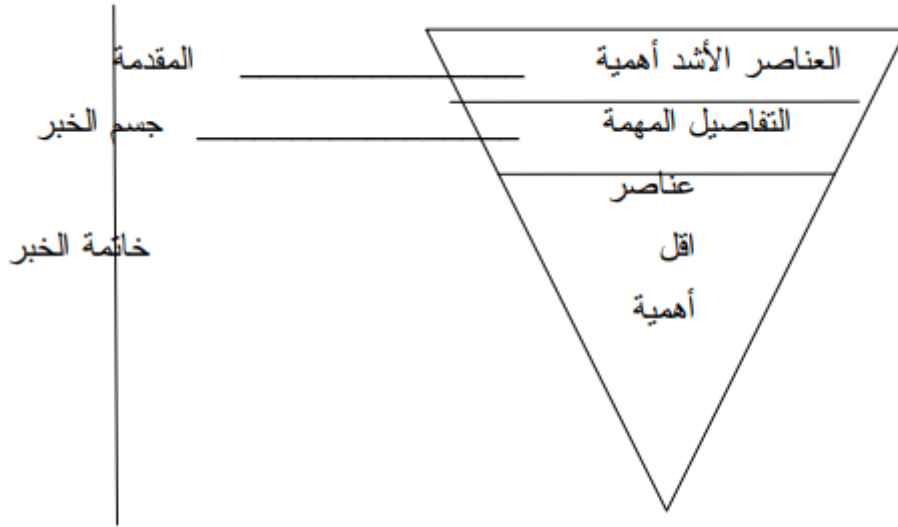 العناصر الأشد أهمية
المقدمة
التفاصيل المهمة
جسم الخبر
عناصر
اقل
أهمية
خاتمة الخبر